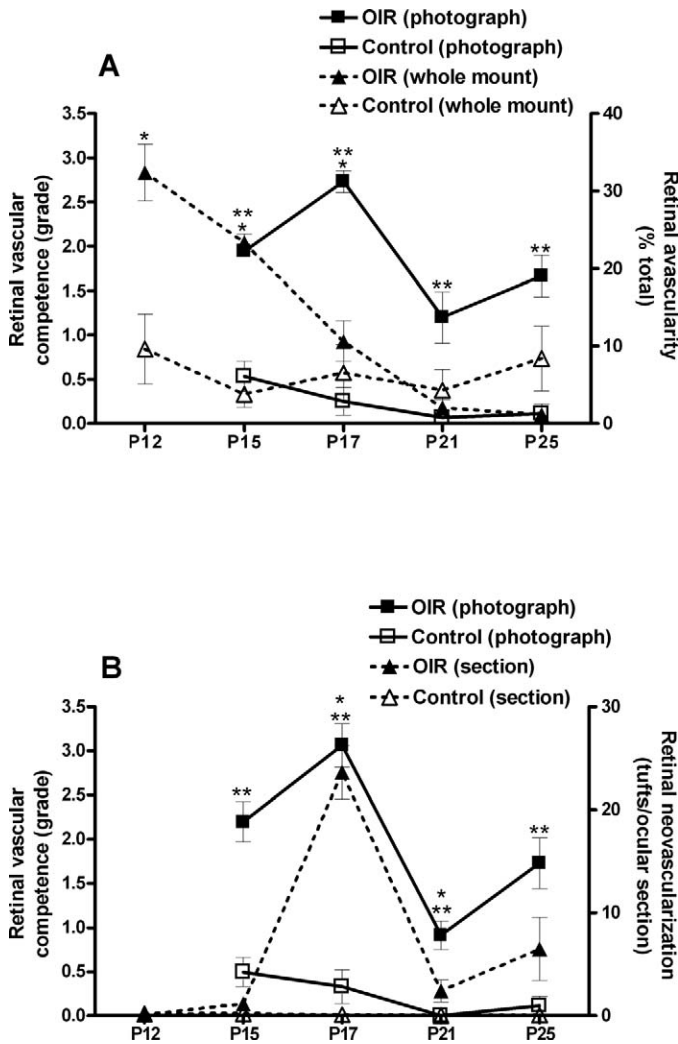 OIR (photograph)
Control (photograph)
OIR (whole mount)
Control (whole mount)
A
Retinal vascular
competence (grade)
3.5
3.0
2.5
2.0
1.5
1.0
0.5
0.0
*
**
*
**
*
**
**
40
30
20
10
0
Retinal avascularity
(% total)
P12 P15 P17 P21 P25
OIR (photograph)
Control (photograph)
OIR (section)
Control (section)
B
Retinal vascular
competence (grade)
3.5
3.0
2.5
2.0
1.5
1.0
0.5
0.0
**
*
**
*
**
**
30
20
10
0
Retinal neovascularization
(tufts/ocular section)
P12 P15 P17 P21 P25